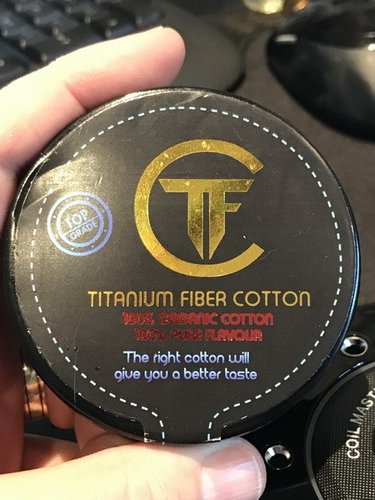 TOP
GRADE
CTF
TITANIUM FIBER COTTON
100% ORGANIC COTTON
100% PURE FLAVOUR
The right cotton will
give you a better taste
COIL MAST